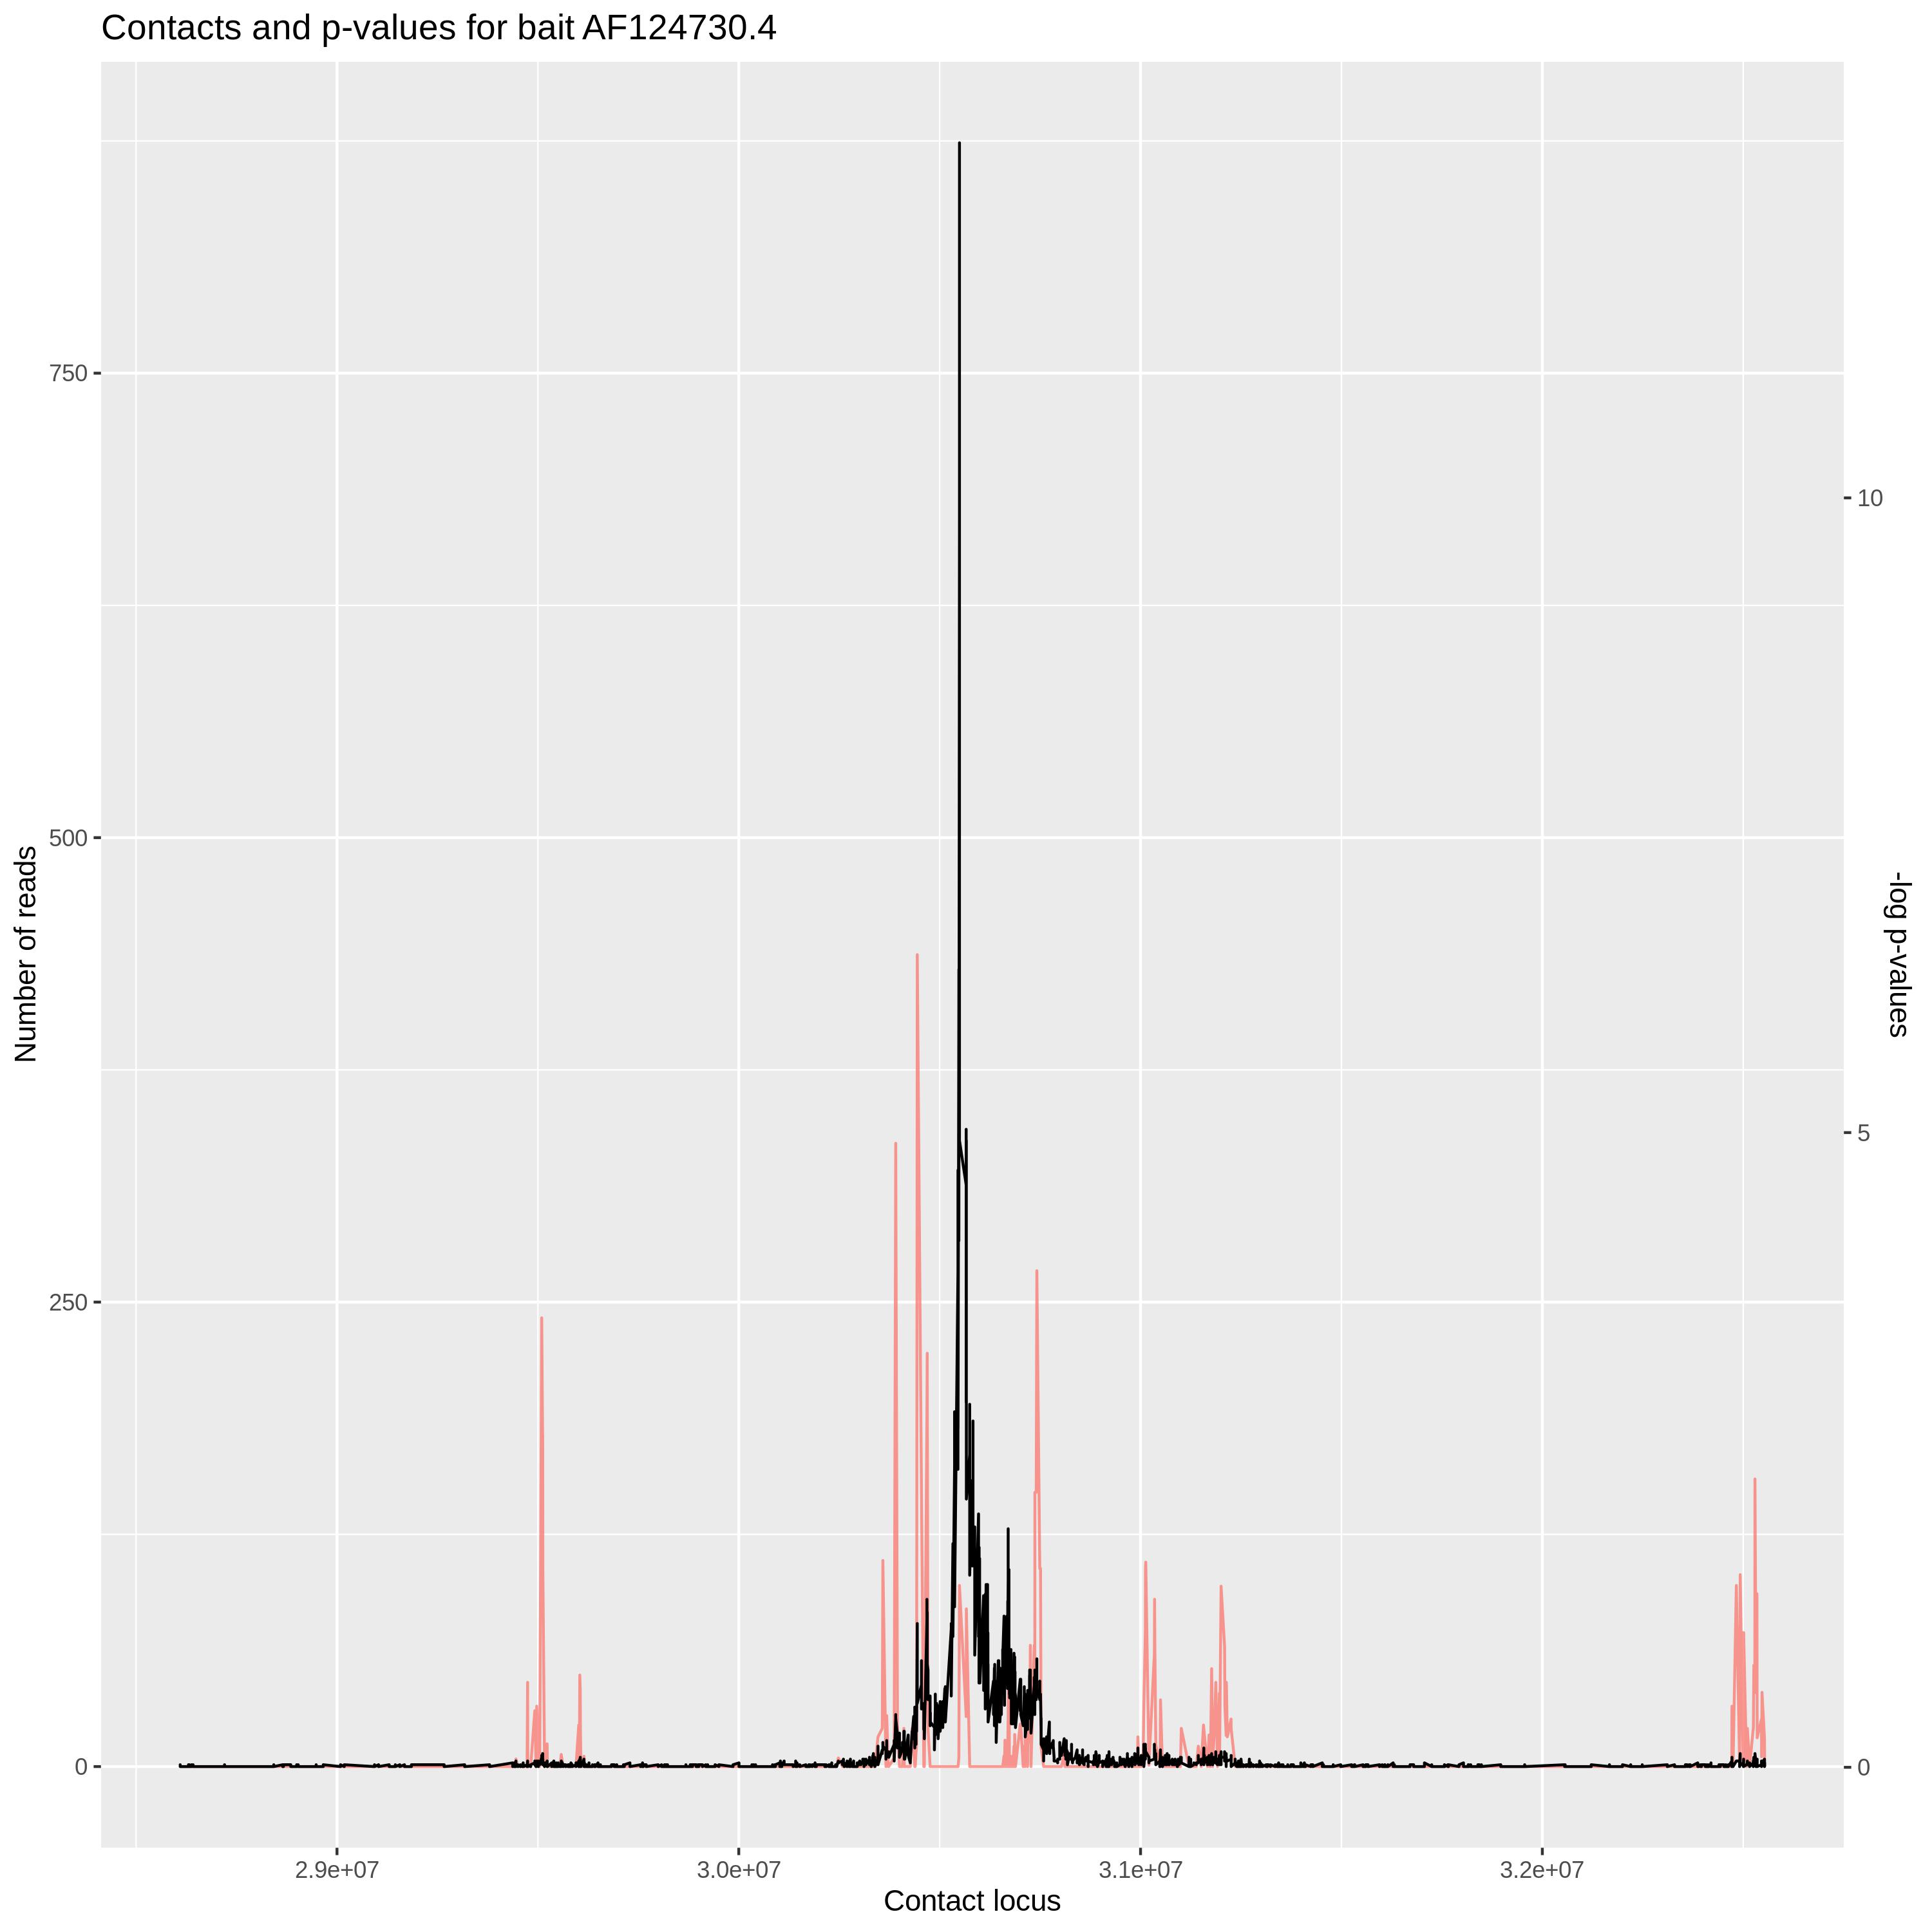 Contacts and p-values for bait AF124730.4
750
500
250
0
Number of reads
10
5
0
-log p-values
2.9e+07
3.0e+07
3.1e+07
3.2e+07
Contact locus